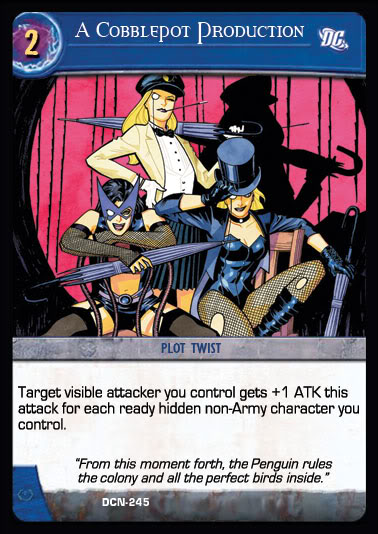 2
A Cobblepot Production
DC
PLOT TWIST
Target visible attacker you control gets +1 ATK this
attack for each ready hidden non-Army character you
control.
"From this moment forth, the Penguin rules
the colony and all the perfect birds inside."
DCN-245